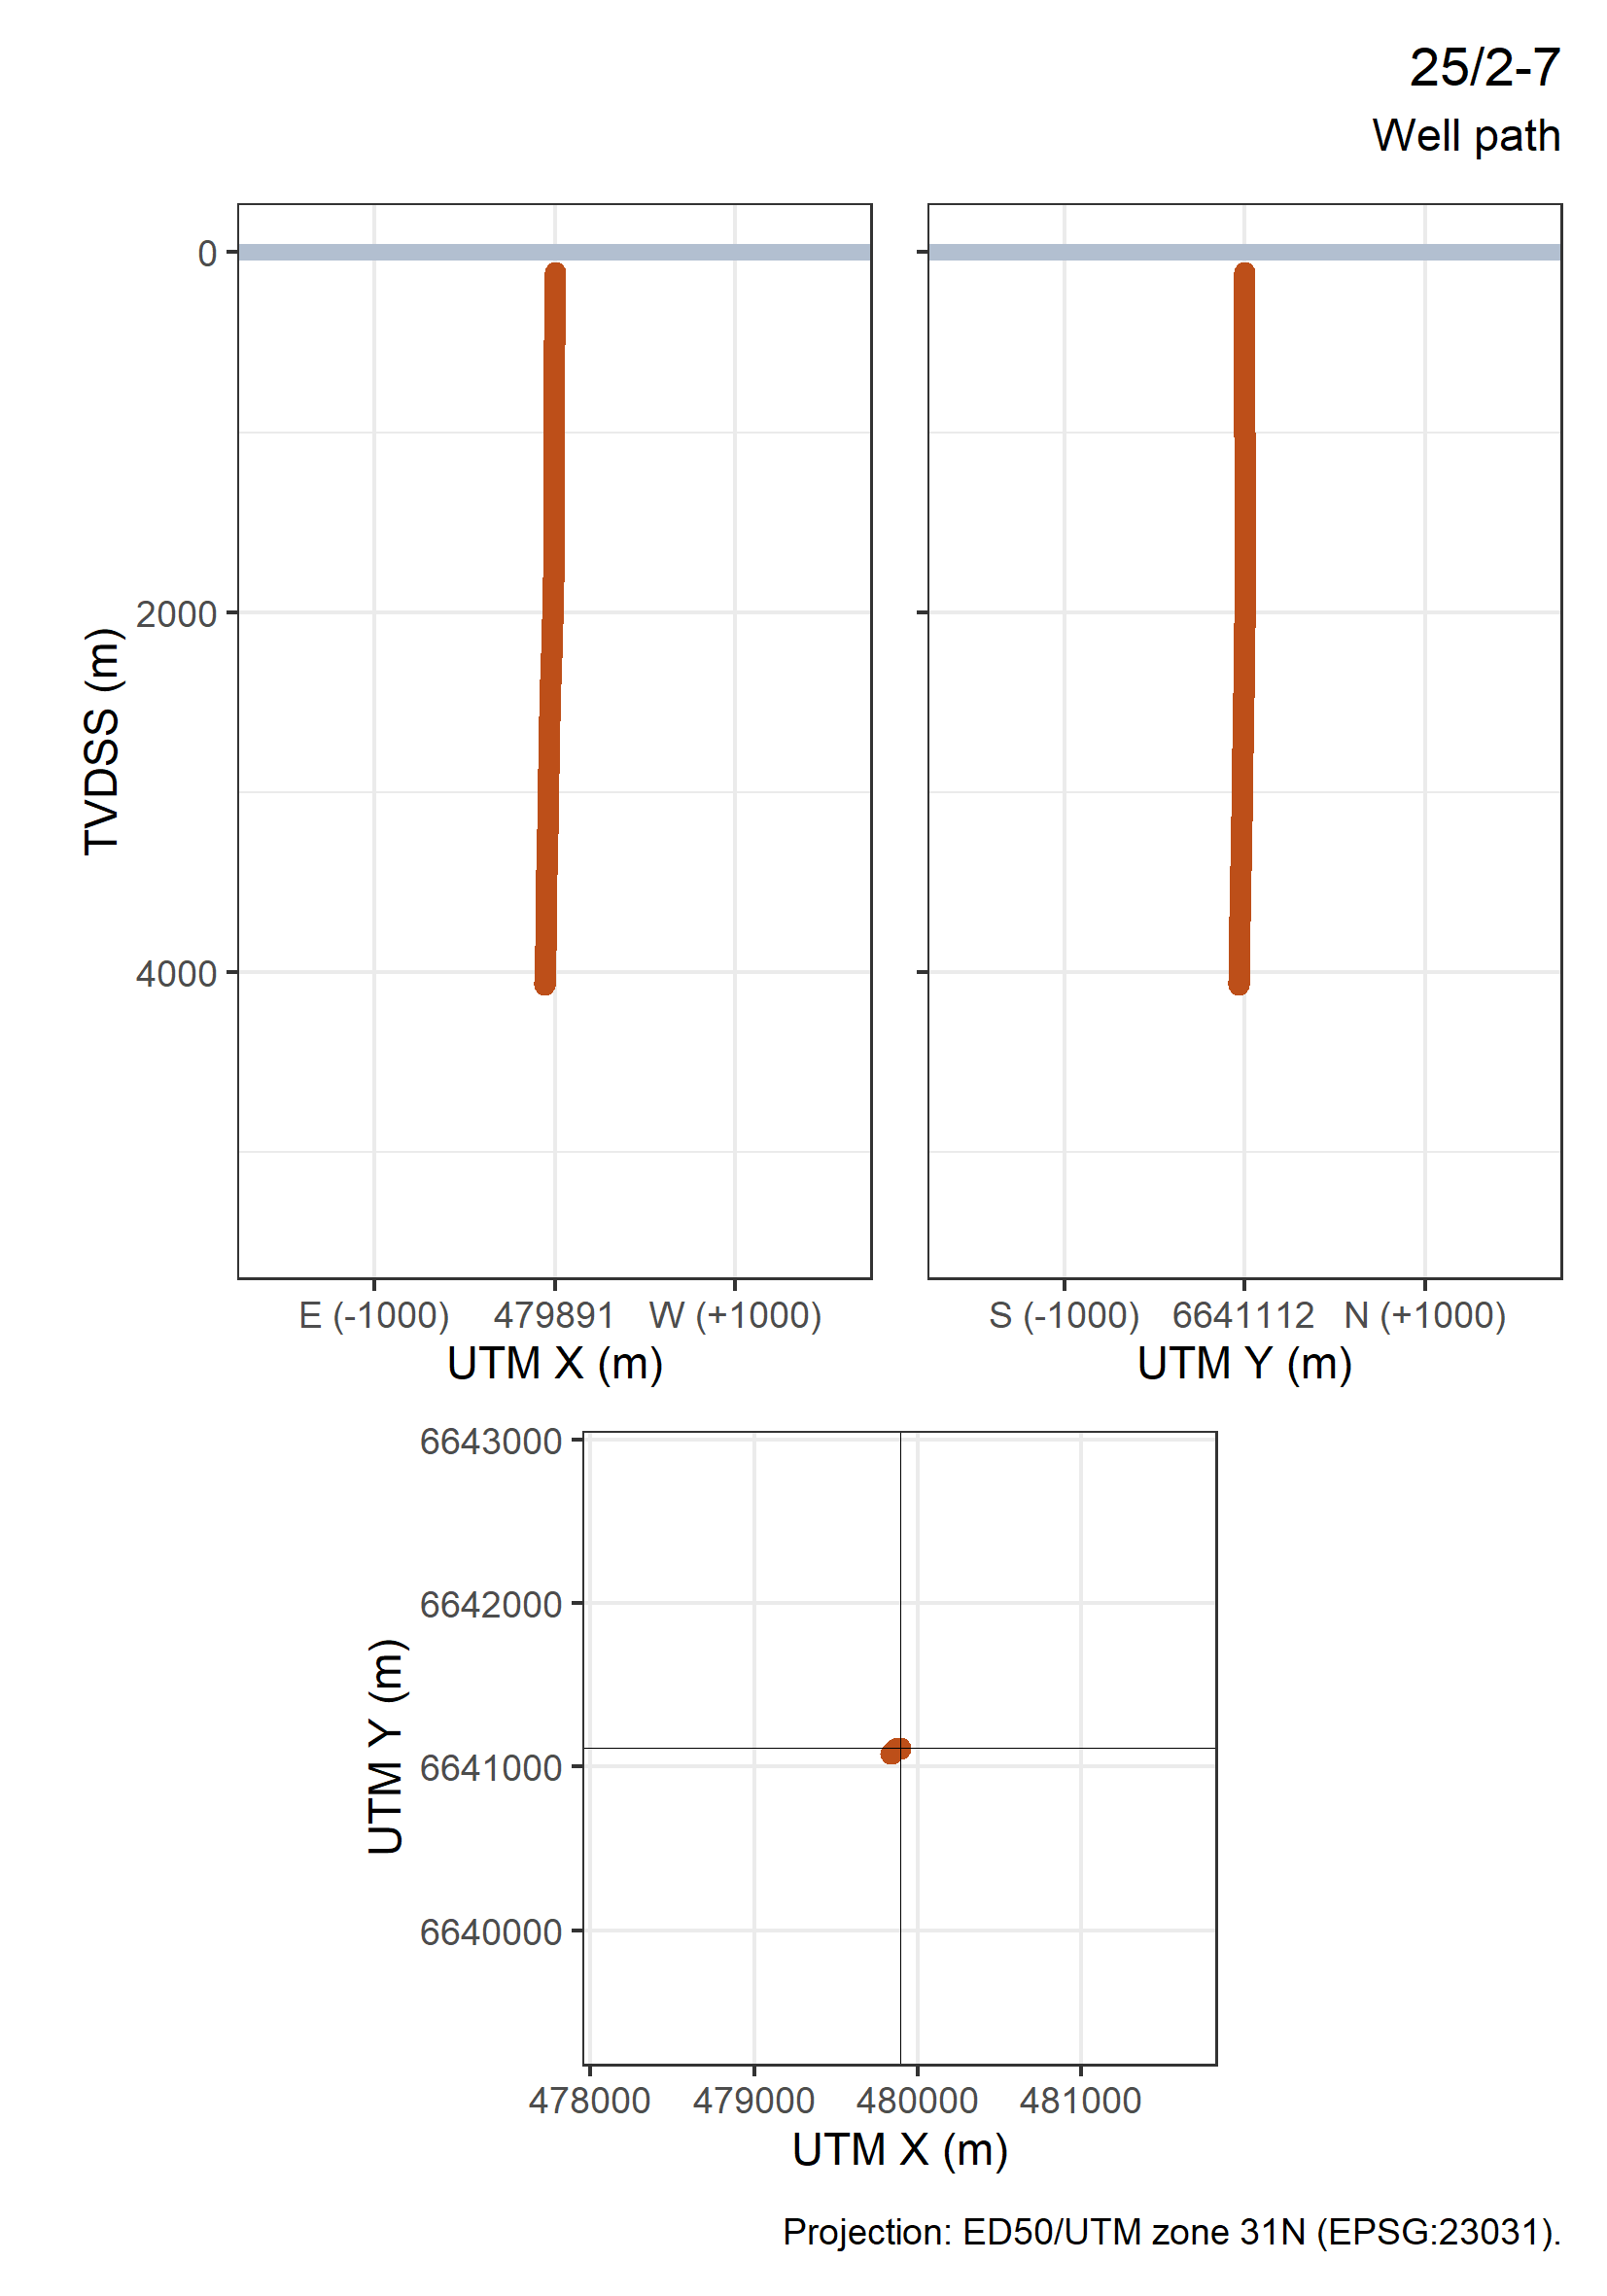 25/2-7
Well path
0
2000
4000
TVDSS (m)
E (-1000) 479891 W (+1000)
UTM X (m)
S (-1000) 6641112 N (+1000)
UTM Y (m)
6643000
6642000
6641000
6640000
UTM Y (m)
478000 479000 480000 481000
UTM X (m)
Projection: ED50/UTM zone 31N (EPSG:23031).